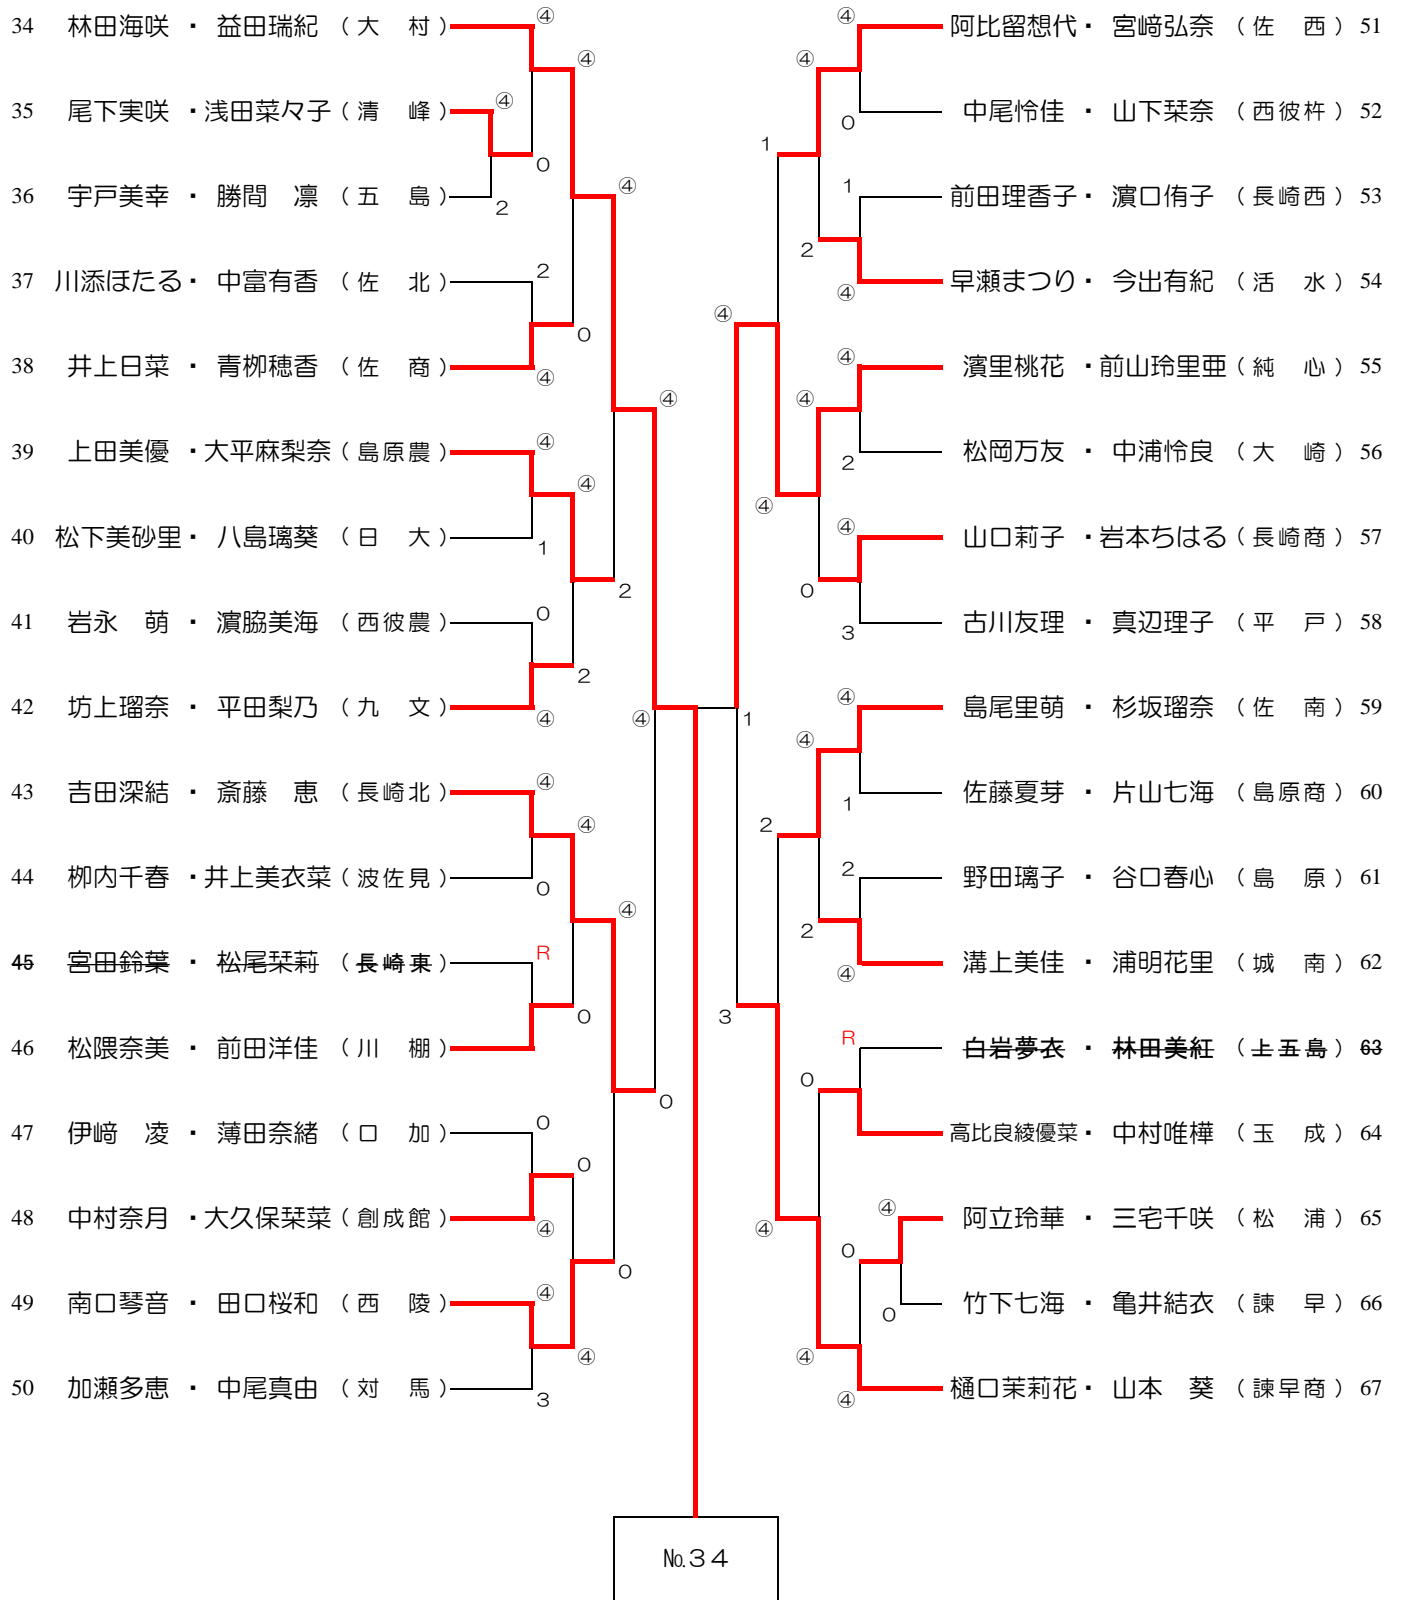 34 林田海咲 ・ 益田瑞紀 （大 村） ④ ④ 阿比留想代・ 宮﨑弘奈 （佐 西） 51
④ ④
35 尾下実咲 ・浅田菜々子（清 峰） ④ 0 中尾怜佳 ・ 山下栞奈 （西彼杵） 52
0 1
36 宇戸美幸 ・ 勝間 凛 （五 島） 2 ④ 1 前田理香子・ 濵口侑子 （長崎西） 53
2
37 川添ほたる・ 中富有香 （佐 北） 2 ④ 早瀬まつり・ 今出有紀 （活 水） 54
0 ④
38 井上日菜 ・ 青栁穂香 （佐 商） ④ ④ 濱里桃花 ・前山玲里亜（純 心） 55
④ ④
39 上田美優 ・大平麻梨奈（島原農） ④ 2 松岡万友 ・ 中浦怜良 （大 崎） 56
④ ④
40 松下美砂里・ 八島璃葵 （日 大） 1 ④ 山口莉子 ・岩本ちはる（長崎商） 57
2 0
41 岩永 萌 ・ 濵脇美海 （西彼農） 0 3 古川友理 ・ 真辺理子 （平 戸） 58
2
42 坊上瑠奈 ・ 平田梨乃 （九 文） ④ ④ 1 ④ 島尾里萌 ・ 杉坂瑠奈 （佐 南） 59
④
43 吉田深結 ・ 斎藤 恵 （長崎北） ④ 1 佐藤夏芽 ・ 片山七海 （島原商） 60
④ 2
44 栁内千春 ・井上美衣菜（波佐見） 0 2 野田璃子 ・ 谷口春心 （島 原） 61
④ 2
45 宮田鈴葉 ・ 松尾栞莉 （長崎東） R ④ 溝上美佳 ・ 浦明花里 （城 南） 62
0 3
46 松隈奈美 ・ 前田洋佳 （川 棚） R 白岩夢衣 ・ 林田美紅 （上五島） 63
0 0
47 伊﨑 凌 ・ 薄田奈緒 （口 加） 0 高比良綾優菜・ 中村唯樺 （玉 成） 64
0
48 中村奈月 ・大久保栞菜（創成館） ④ ④ ④ 阿立玲華 ・ 三宅千咲 （松 浦） 65
0 0
49 南口琴音 ・ 田口桜和 （西 陵） ④ 0 竹下七海 ・ 亀井結衣 （諫 早） 66
④ ④
50 加瀬多恵 ・ 中尾真由 （対 馬） 3 ④ 樋口茉莉花・ 山本 葵 （諫早商） 67
№34